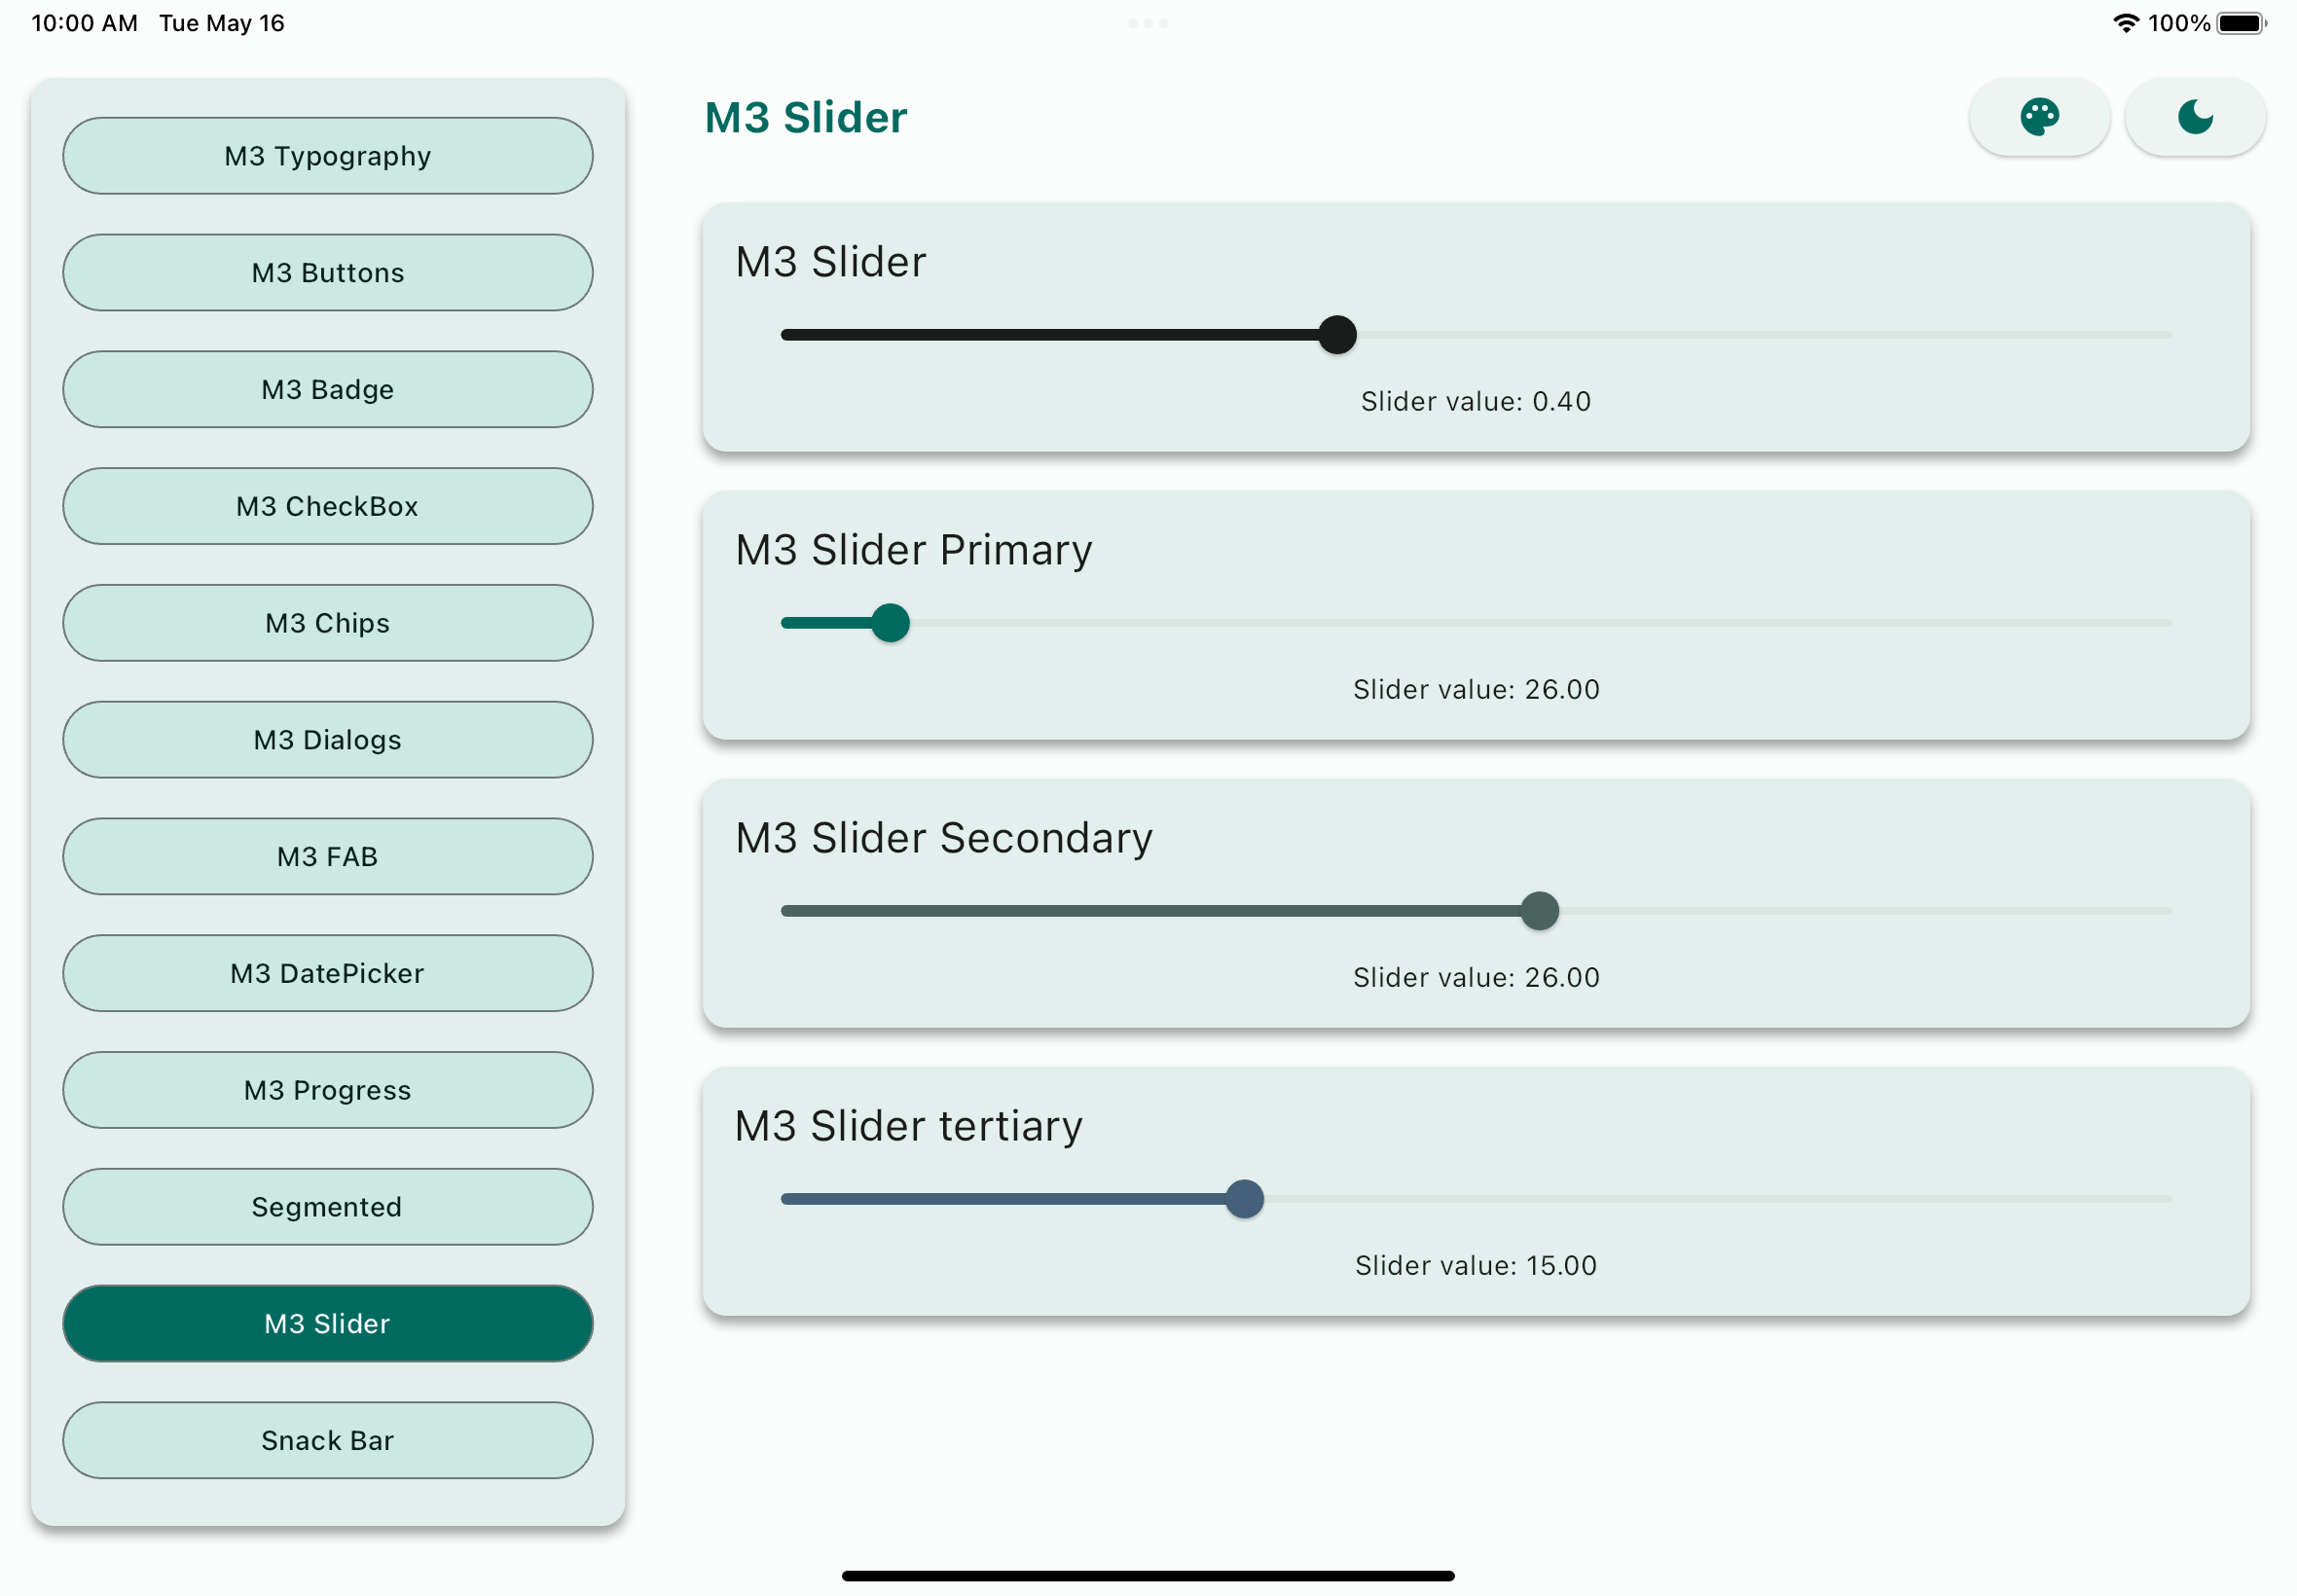 10:00 AM Tue May 16
100%
M3 Typography
M3 Buttons
M3 Badge
M3 CheckBox
M3 Chips
M3 Dialogs
M3 FAB
M3 DatePicker
M3 Progress
Segmented
M3 Slider
Snack Bar
M3 Slider
M3 Slider
Slider value: 0.40
M3 Slider Primary
Slider value: 26.00
M3 Slider Secondary
Slider value: 26.00
M3 Slider tertiary
Slider value: 15.00